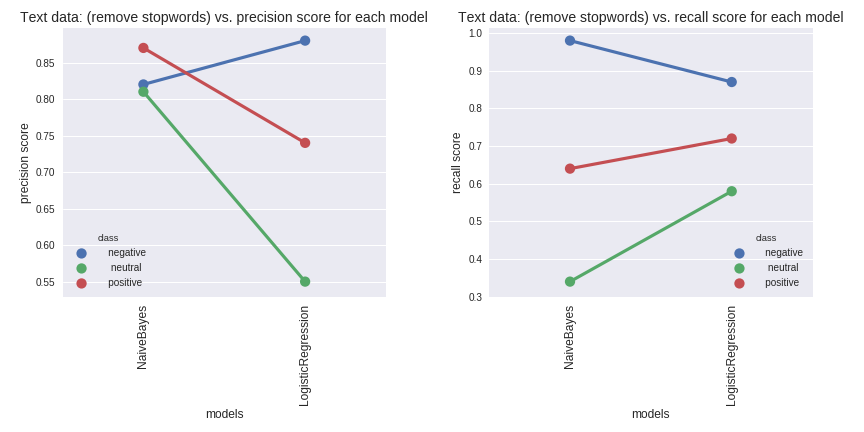 Text data: (remove stopwords) vs. precision score for each model
precision score
0.85
0.80
0.75
0.70
0.65
0.60
0.55
dass
negative
neutral
positive
NaiveBayes
LogisticRegression
models
Text data: (remove stopwords) vs. recall score for each model
recall score
1.0
0.9
0.8
0.7
0.6
0.5
0.4
0.3
dass
negative
neutral
positive
NaiveBayes
LogisticRegression
models